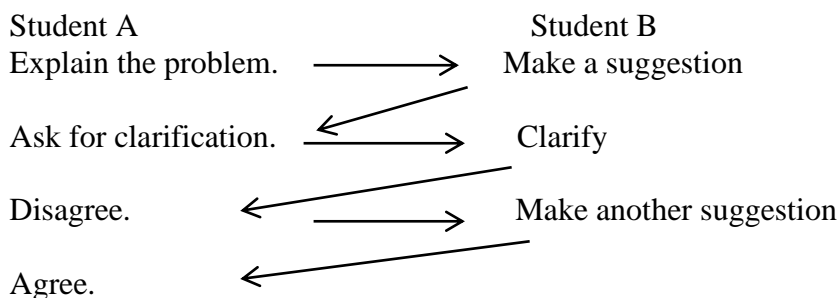 Student A Student B
Explain the problem. Make a suggestion
Ask for clarification. Clarify
Disagree. Make another suggestion
Agree.